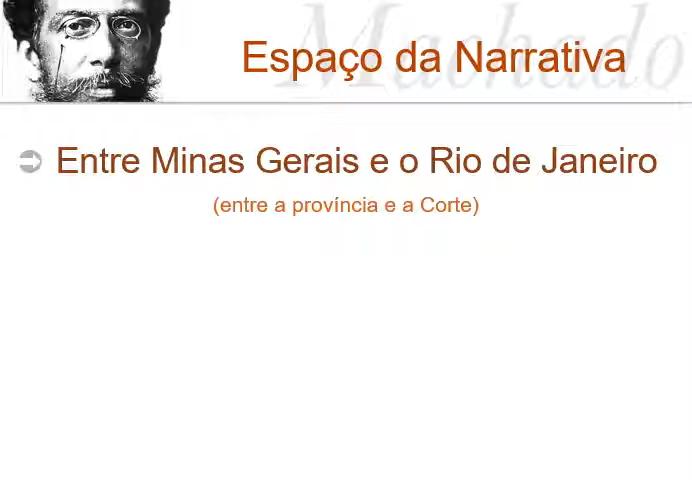 Machado
Espaço da Narrativa
Entre Minas Gerais e o Rio de Janeiro
(entre a província e a Corte)